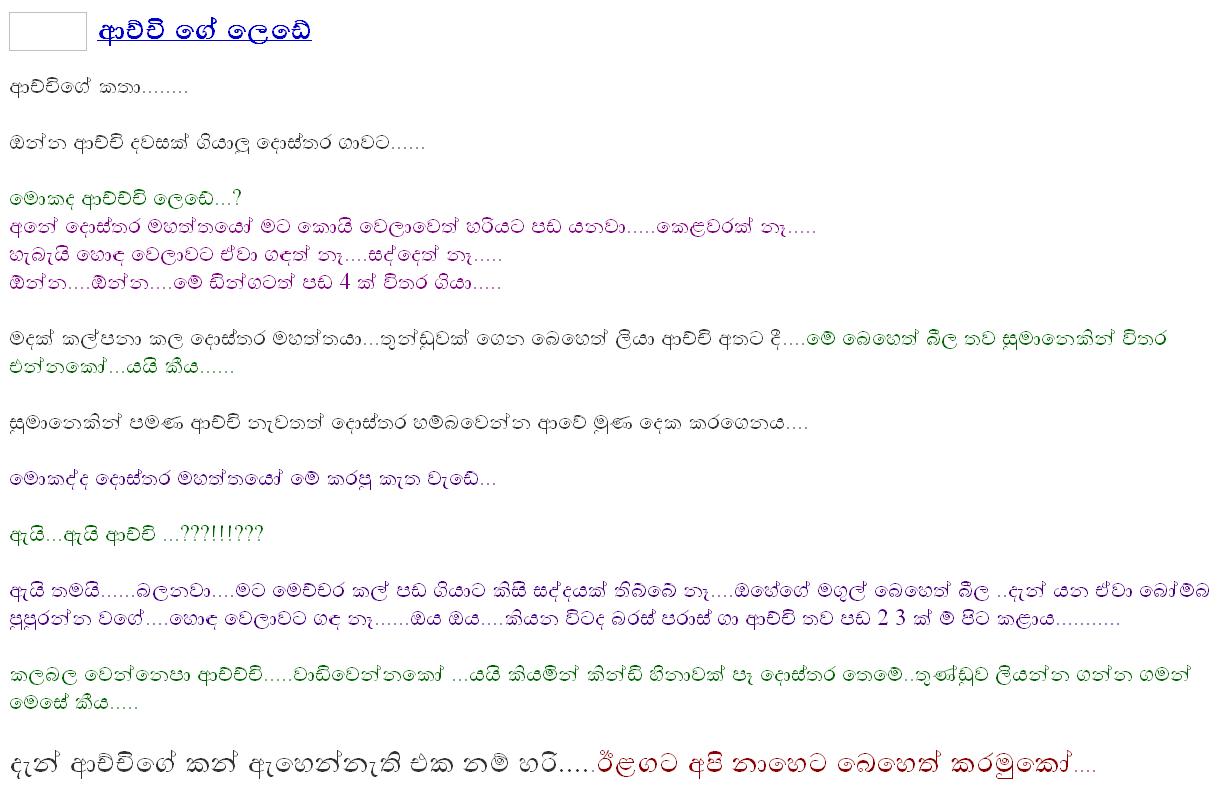 ආච්චි ගේ ලෙඩේ
ආච්චිගේ කතා........
ඔන්න ආච්චි දවසක් ගියාලු දොස්තර ගාවට......
මොකද ආච්ච්චි ලෙඩේ...?
අනේ දොස්තර මහත්තයෝ මට කොයි වෙලාවෙත් හරියට පඩ යනවා.....කෙළවරක් නෑ.....
හැබැයි හොඳ වෙලාවට ඒවා ගඳත් නෑ....සද්දෙත් නෑ.....
ඕන්න....ඕන්න....මේ ඩින්ගටත් පඩ 4 ක් විතර ගියා.....
මදක් කල්පනා කල දොස්තර මහත්තයා...තුන්ඩුවක් ගෙන බෙහෙත් ලියා ආච්චි අතට දී....මේ බෙහෙත් බීල තව සුමානෙකින් විතර
එන්නකෝ...යයි කීය......
සුමානෙකින් පමණ ආච්චි නැවතත් දොස්තර හම්බවෙන්න ආවේ මුණ දෙක කරගෙනය....
මොකද්ද දොස්තර මහත්තයෝ මේ කරපු කැත වැඩේ...
ඇයි...ඇයි ආච්චි ...???!!!???
ඇයි තමයි......බලනවා....මට මෙච්චර කල් පඩ ගියාට කිසි සද්දයක් තිබ්බේ නෑ....ඔහේගේ මගුල් බෙහෙත් බීල ..දැන් යන ඒවා බෝම්බ
පුපුරන්න වගේ....හොඳ වෙලාවට ගඳ නෑ......ඔය ඔය....කියන විටද බරස් පරාස් ගා ආච්චි තව පඩ 2 3 ක් ම පිට කළාය...........
කලබල වෙන්නෙපා ආච්ච්චි.....වාඩිවෙන්නකෝ ...යයි කියමින් කින්ඩි හිනාවක් පෑ දොස්තර තෙමේ..තුණ්ඩුව ලියන්න ගන්න ගමන්
මෙසේ කීය.....
දැන් ආච්චිගේ කන් ඇහෙන්නැති එක නම් හරි.....ඊළගට අපි නාහෙට බෙහෙත් කරමුකෝ....